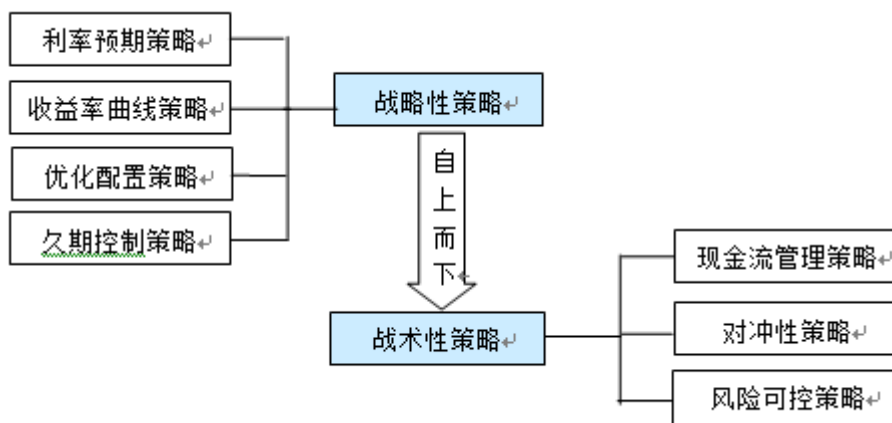 利率预期策略
收益率曲线策略
优化配置策略
久期控制策略
战略性策略
自上而下
战术性策略
现金流管理策略
对冲性策略
风险可控策略